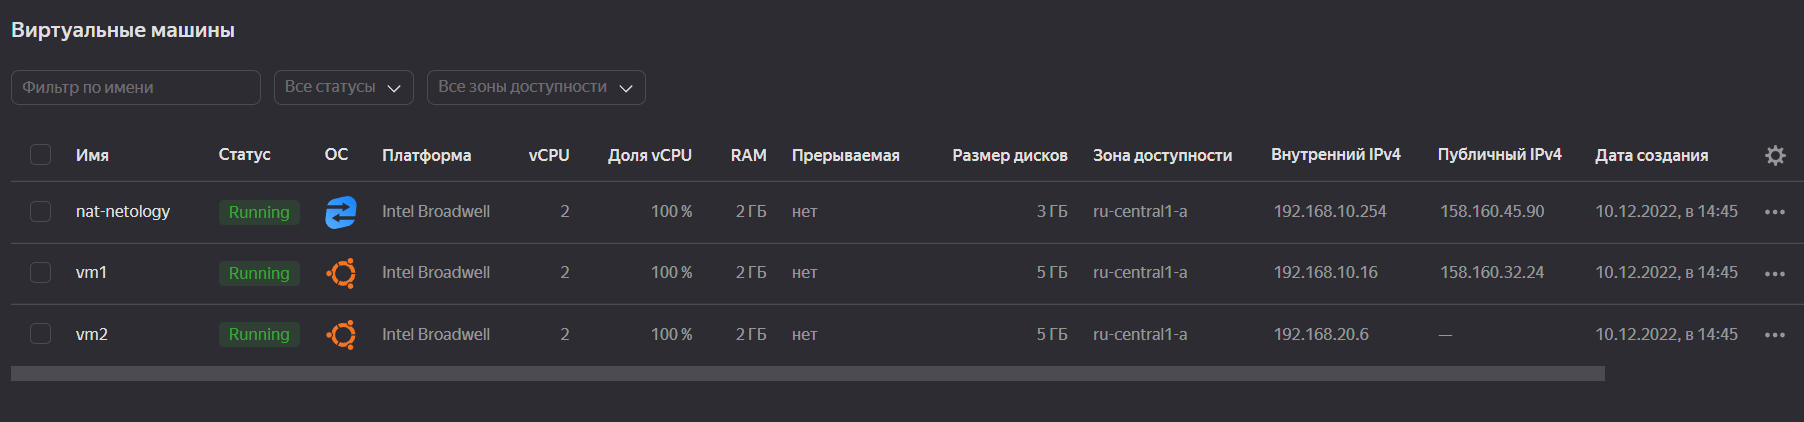 Виртуальные машины
Фильтр по имени Все статусы Все зоны доступности
Имя Статус ОС Платформа vCPU Доля vCPU RAM Прерываемая Размер дисков Зона доступности Внутренний IPv4 Публичный IPv4 Дата создания
nat-netology Running Intel Broadwell 2 100 % 2 ГБ нет 3 ГБ ru-central1-a 192.168.10.254 158.160.45.90 10.12.2022, в 14:45
vm1 Running Intel Broadwell 2 100 % 2 ГБ нет 5 ГБ ru-central1-a 192.168.10.16 158.160.32.24 10.12.2022, в 14:45
vm2 Running Intel Broadwell 2 100 % 2 ГБ нет 5 ГБ ru-central1-a 192.168.20.6 — 10.12.2022, в 14:45